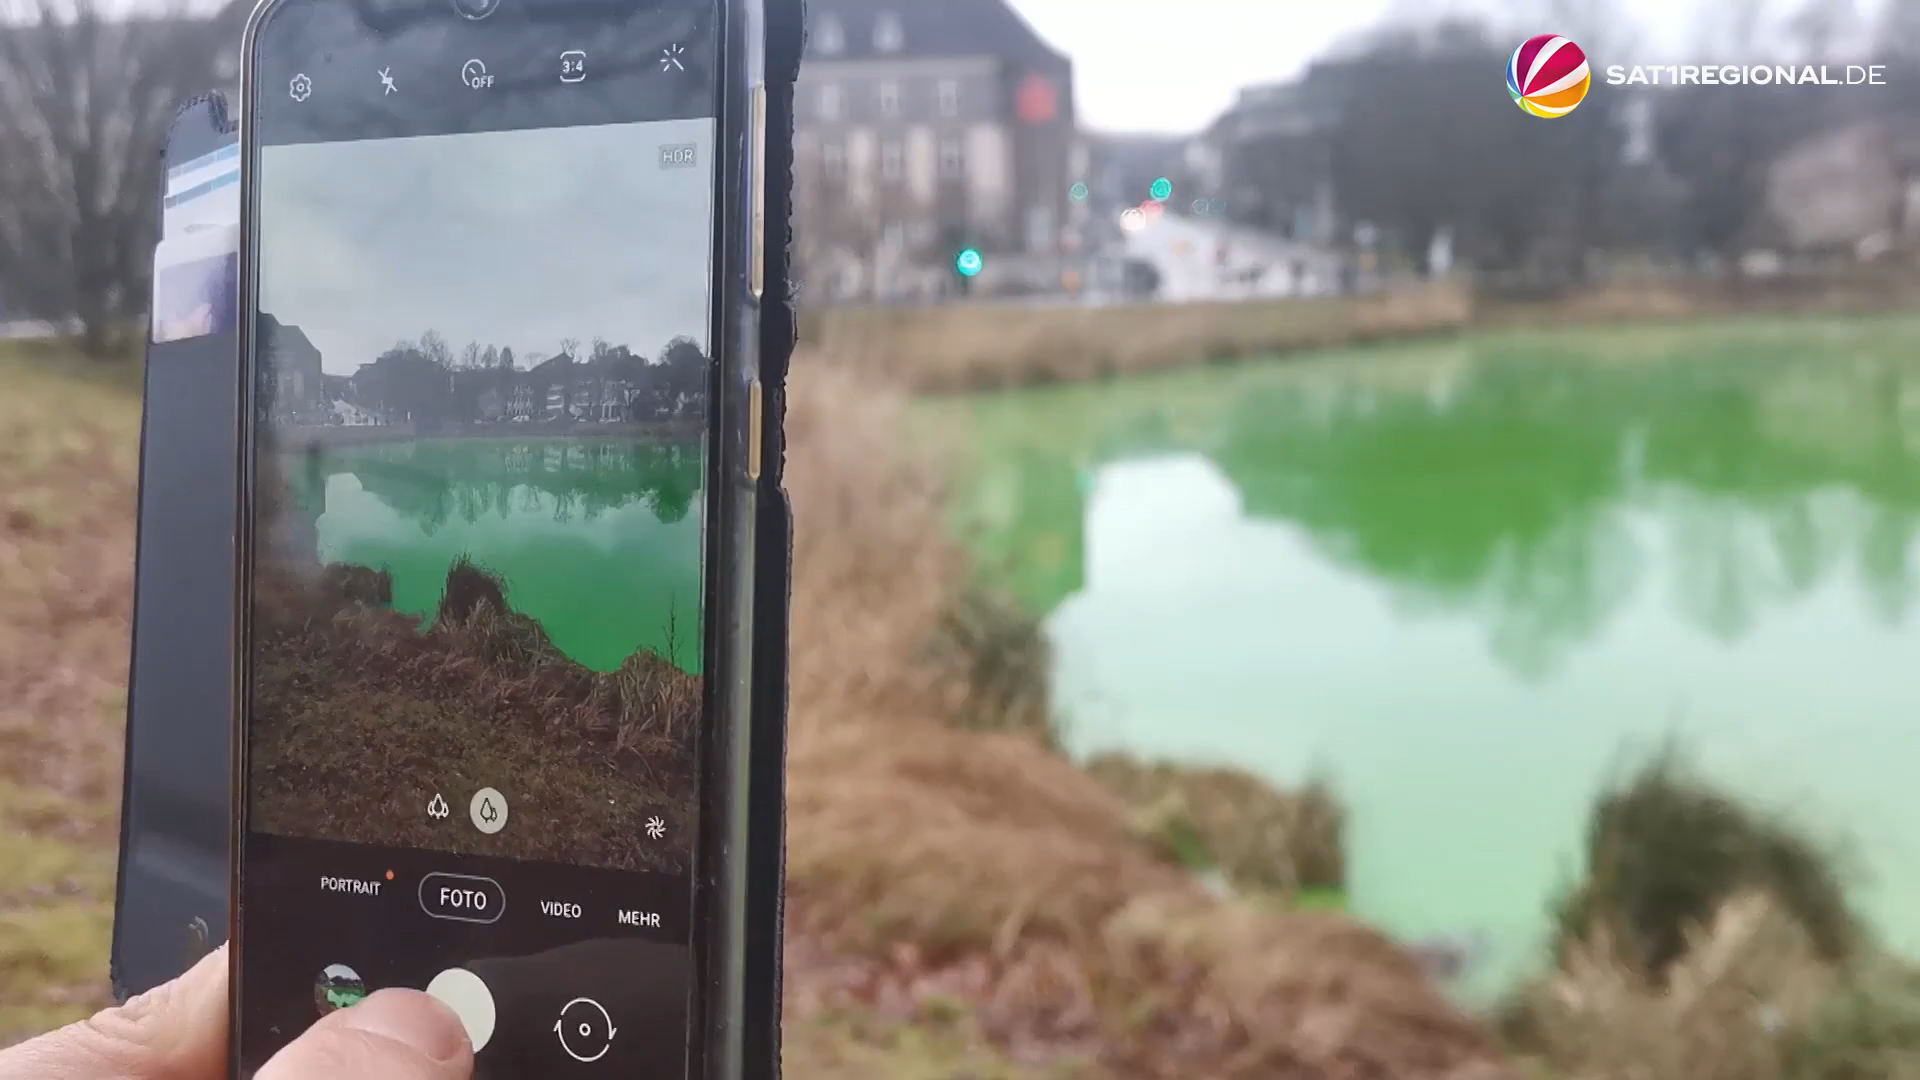 SAT1REGIONAL.DE
OFF
3:4
HDR
PORTRAIT
FOTO
VIDEO
MEHR